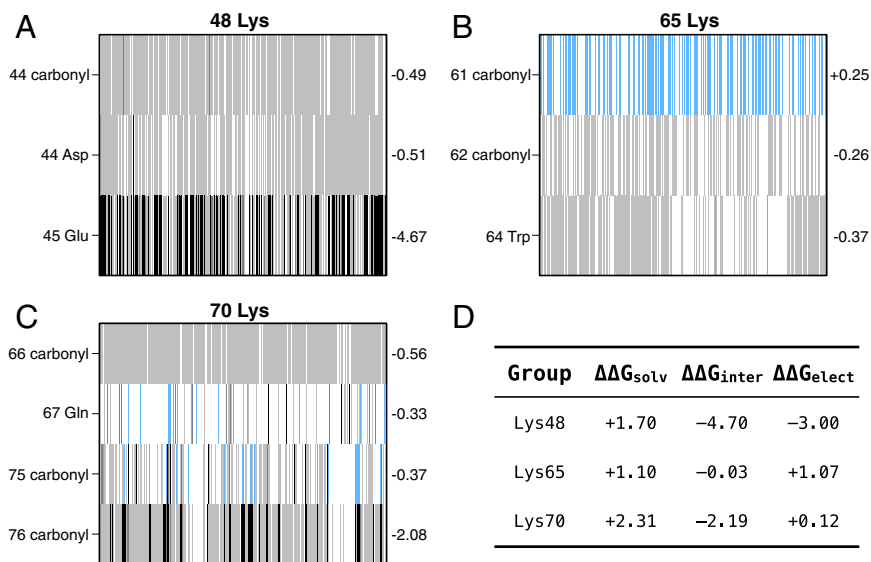 A
48 Lys
44 carbonyl
-0.49
44 Asp
-0.51
45 Glu
-4.67
B
65 Lys
61 carbonyl
+0.25
62 carbonyl
-0.26
64 Trp
-0.37
C
70 Lys
66 carbonyl
-0.56
67 Gln
-0.33
75 carbonyl
-0.37
76 carbonyl
-2.08
D
Group ΔΔGsolv ΔΔGinter ΔΔGelect
Lys48 +1.70 −4.70 −3.00
Lys65 +1.10 −0.03 +1.07
Lys70 +2.31 −2.19 +0.12